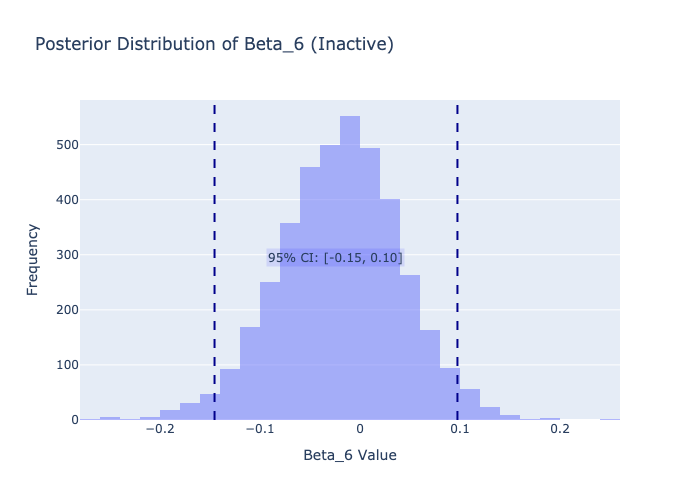 Posterior Distribution of Beta_6 (Inactive)
500
400
300
200
100
0
Frequency
95% CI: [-0.15, 0.10]
−0.2
−0.1
0
0.1
0.2
Beta_6 Value